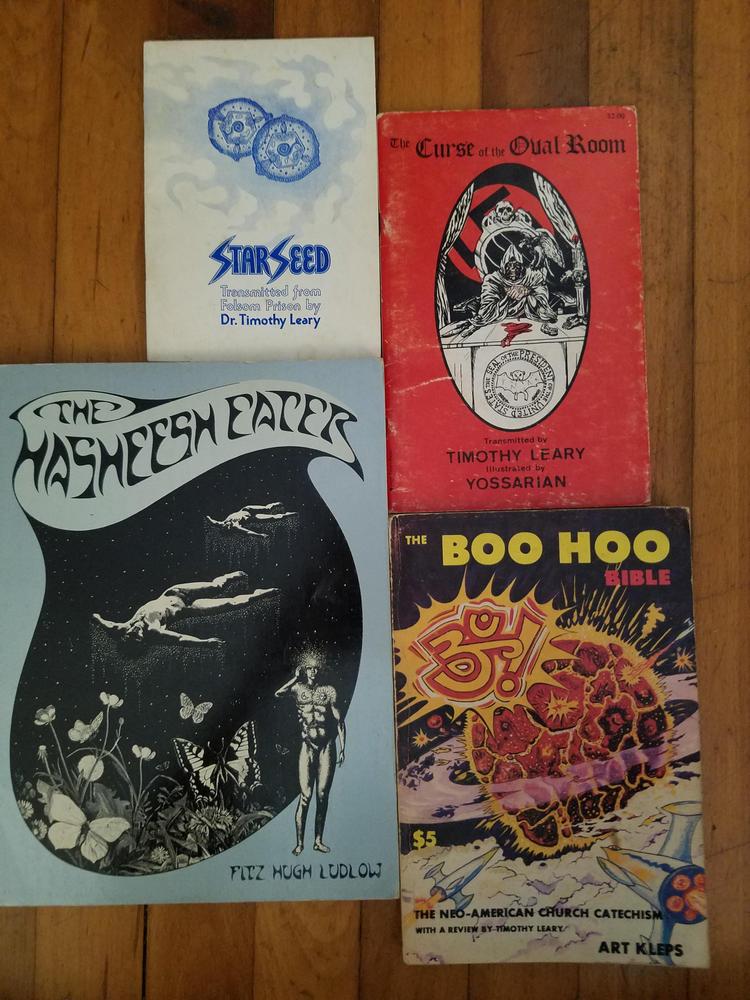 STARSEED
Transmitted from
Folsom Prison by
Dr. Timothy Leary
$2.00
The Curse of the Oval Room
THE SEAL OF THE PRESIDENT OF THE UNITED STATES
Transmitted by
TIMOTHY LEARY
Illustrated by
YOSSARIAN
THE
HASHEESH EATER
FITZ HUGH LUDLOW
THE BOO HOO
BIBLE
$5
THE NEO-AMERICAN CHURCH CATECHISM
WITH A REVIEW BY TIMOTHY LEARY
ART KLEPS